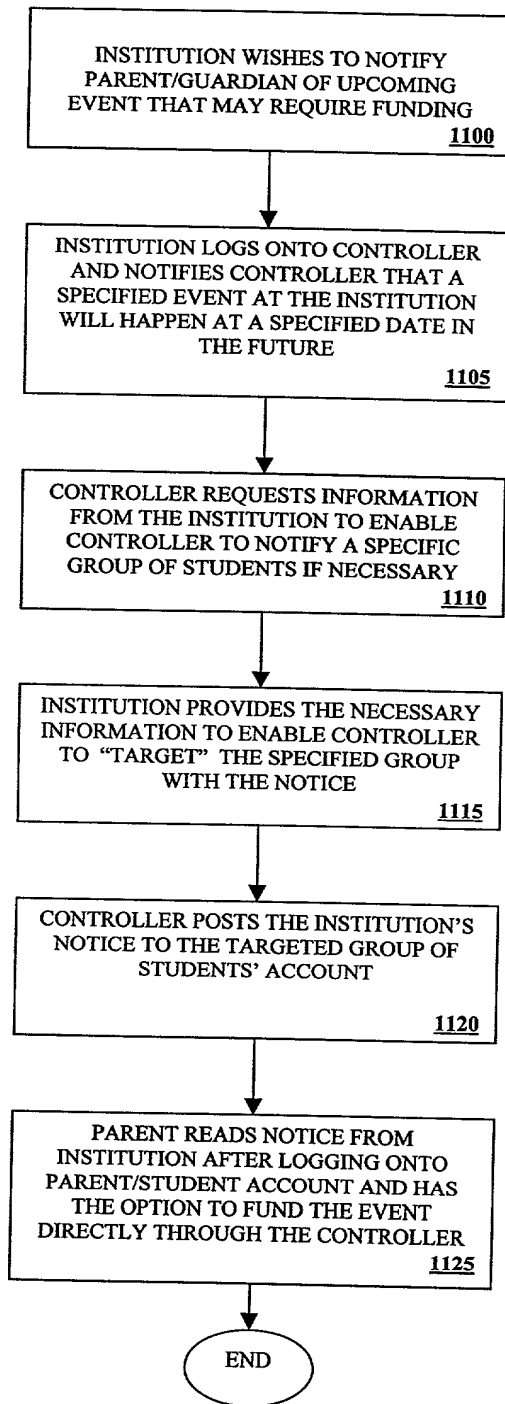 INSTITUTION WISHES TO NOTIFY
PARENT/GUARDIAN OF UPCOMING
EVENT THAT MAY REQUIRE FUNDING
1100
INSTITUTION LOGS ONTO CONTROLLER
AND NOTIFIES CONTROLLER THAT A
SPECIFIED EVENT AT THE INSTITUTION
WILL HAPPEN AT A SPECIFIED DATE IN
THE FUTURE
1105
CONTROLLER REQUESTS INFORMATION
FROM THE INSTITUTION TO ENABLE
CONTROLLER TO NOTIFY A SPECIFIC
GROUP OF STUDENTS IF NECESSARY
1110
INSTITUTION PROVIDES THE NECESSARY
INFORMATION TO ENABLE CONTROLLER
TO "TARGET" THE SPECIFIED GROUP
WITH THE NOTICE
1115
CONTROLLER POSTS THE INSTITUTION'S
NOTICE TO THE TARGETED GROUP OF
STUDENTS' ACCOUNT
1120
PARENT READS NOTICE FROM
INSTITUTION AFTER LOGGING ONTO
PARENT/STUDENT ACCOUNT AND HAS
THE OPTION TO FUND THE EVENT
DIRECTLY THROUGH THE CONTROLLER
1125
END